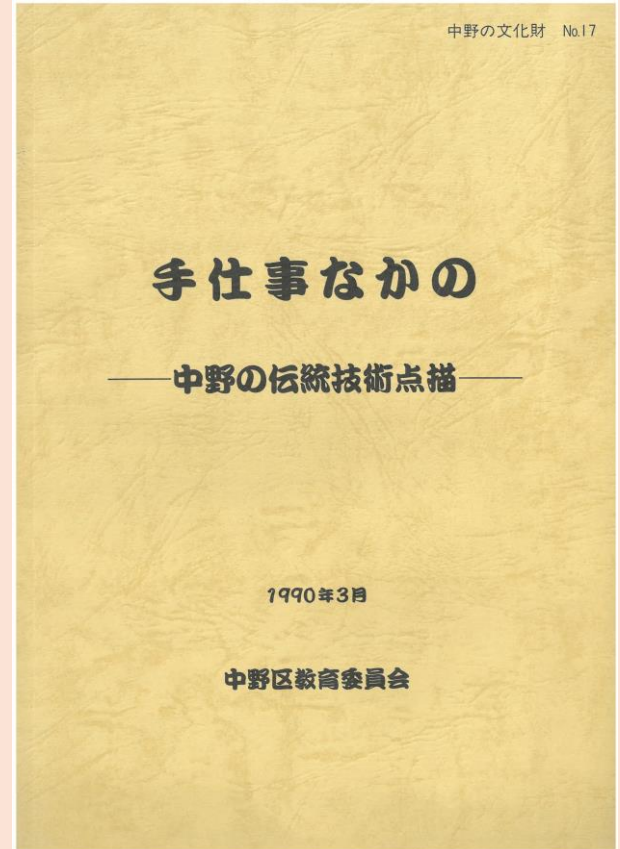 中野の文化財 No.17
手仕事なかの
——中野の伝統技術点描——
1990年3月
中野区教育委員会